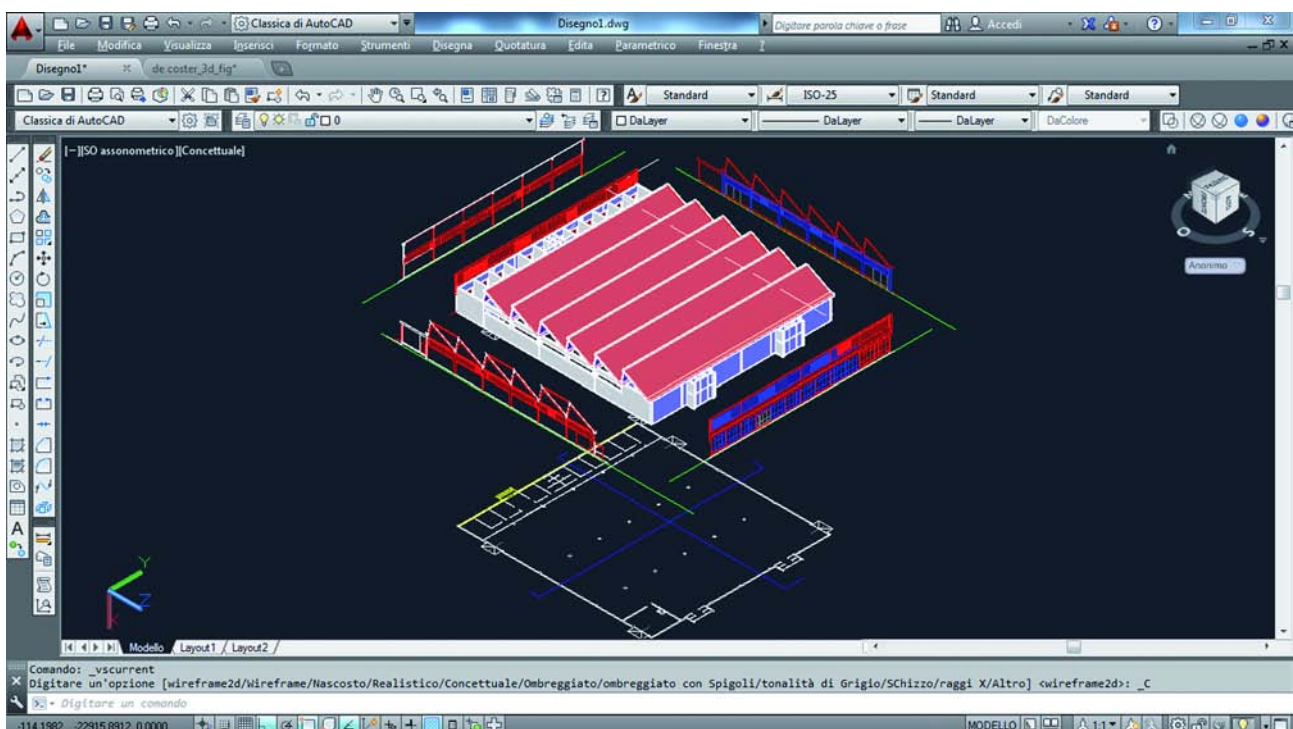 Classica di AutoCAD
Disegno1.dwg
Digitare parola chiave o frase
Accedi
File Modifica Visualizza Inserisci Formato Strumenti Disegna Quotatura Edita Parametrico Finestra ?
Disegno1* de coster_3d_fig*
Standard ISO-25 Standard Standard
Classica di AutoCAD 0 DaLayer DaLayer DaLayer DaColore
[−][SO assonometrico][Concettuale]
O S
Anonimo
A
Y
Z
X
Modello Layout1 Layout2
Comando: _vscurrent
Digitare un'opzione [wireframe2d/Wireframe/Nascosto/Realistico/Concettuale/Ombreggiato/ombreggiato con Spigoli/tonalità di Grigio/SChizzo/raggi X/Altro] <wireframe2d>: _C
Digitare un comando
-114.1982, -22915.8912, 0.0000 MODELLO 1:1